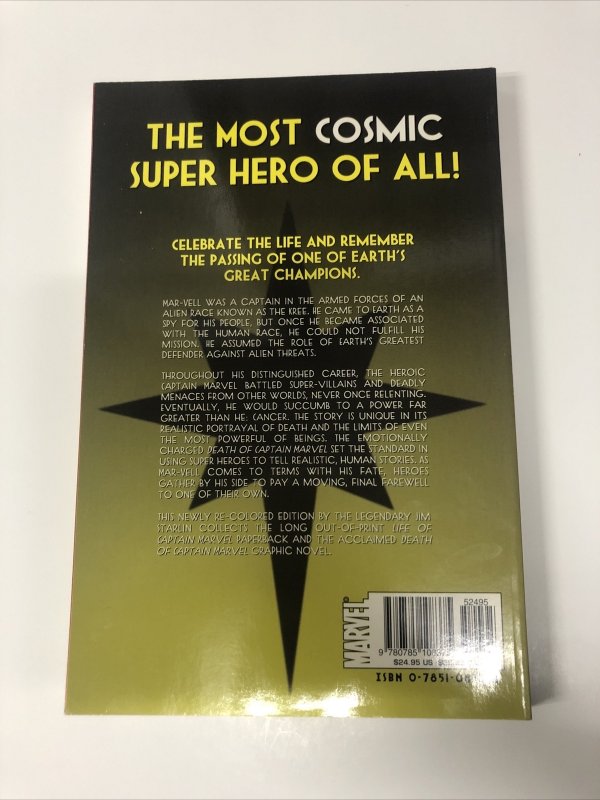 THE MOST COSMIC
SUPER HERO OF ALL!
CELEBRATE THE LIFE AND REMEMBER
THE PASSING OF ONE OF EARTH'S
GREAT CHAMPIONS.
MAR-VELL WAS A CAPTAIN IN THE ARMED FORCES OF AN
ALIEN RACE KNOWN AS THE KREE. HE CAME TO EARTH AS A
SPY FOR HIS PEOPLE, BUT ONCE HE BECAME ASSOCIATED
WITH THE HUMAN RACE, HE COULD NOT FULFILL HIS
MISSION. HE ASSUMED THE ROLE OF EARTH'S GREATEST
DEFENDER AGAINST ALIEN THREATS.
THROUGHOUT HIS DISTINGUISHED CAREER, THE HEROIC
CAPTAIN MARVEL BATTLED SUPER-VILLAINS AND DEADLY
MENACES FROM OTHER WORLDS, NEVER ONCE RELENTING.
EVENTUALLY, HE WOULD SUCCUMB TO A POWER FAR
GREATER THAN HE: CANCER. THE STORY IS UNIQUE IN ITS
REALISTIC PORTRAYAL OF DEATH AND THE LIMITS OF EVEN
THE MOST POWERFUL OF BEINGS. THE EMOTIONALLY
CHARGED DEATH OF CAPTAIN MARVEL SET THE STANDARD IN
USING SUPER HEROES TO TELL REALISTIC, HUMAN STORIES. AS
MAR-VELL COMES TO TERMS WITH HIS FATE, HEROES
GATHER BY HIS SIDE TO PAY A MOVING, FINAL FAREWELL
TO ONE OF THEIR OWN.
THIS NEWLY RE-COLORED EDITION BY THE LEGENDARY JIM
STARLIN COLLECTS THE LONG OUT-OF-PRINT LIFE OF
CAPTAIN MARVEL PAPERBACK AND THE ACCLAIMED DEATH
OF CAPTAIN MARVEL GRAPHIC NOVEL.
MARVEL®
52495
9 780785
$24.95 US
ISBN 0-7851-